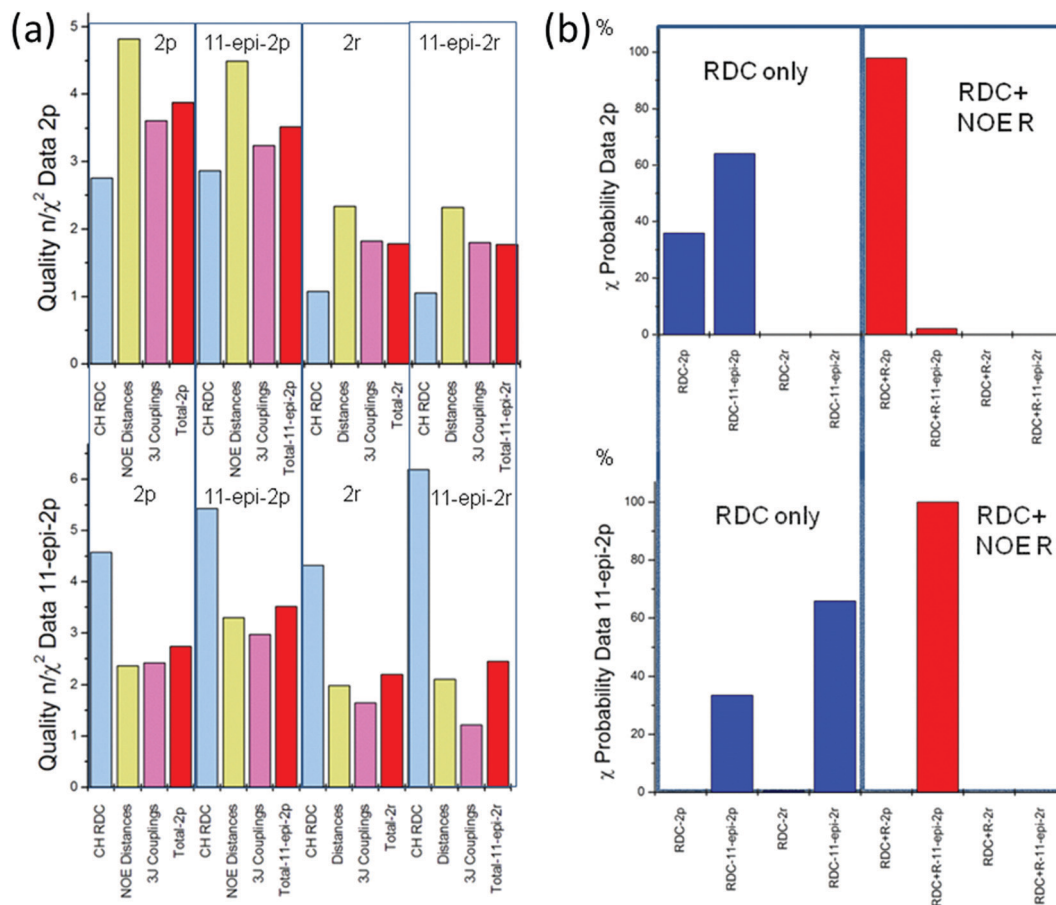 (a)
Quality n/χ² Data 2p
5
4
3
2
1
0
2p
11-epi-2p
2r
11-epi-2r
CH RDC
NOE Distances
3J Couplings
Total-2p
CH RDC
NOE Distances
3J Couplings
Total-11-epi-2p
CH RDC
Distances
3J Couplings
Total-2r
CH RDC
Distances
3J Couplings
Total-11-epi-2r
Quality n/χ² Data 11-epi-2p
6
5
4
3
2
1
0
2p
11-epi-2p
2r
11-epi-2r
CH RDC
NOE Distances
3J Couplings
Total-2p
CH RDC
NOE Distances
3J Couplings
Total-11-epi-2p
CH RDC
Distances
3J Couplings
Total-2r
CH RDC
Distances
3J Couplings
Total-11-epi-2r
(b)
%
χ Probability Data 2p
100
80
60
40
20
0
RDC only
RDC+
NOE R
RDC-2p
RDC-11-epi-2p
RDC-2r
RDC-11-epi-2r
RDC+R-2p
RDC+R-11-epi-2p
RDC+R-2r
RDC+R-11-epi-2r
%
χ Probability Data 11-epi-2p
100
80
60
40
20
0
RDC only
RDC+
NOE R
RDC-2p
RDC-11-epi-2p
RDC-2r
RDC-11-epi-2r
RDC+R-2p
RDC+R-11-epi-2p
RDC+R-2r
RDC+R-11-epi-2r